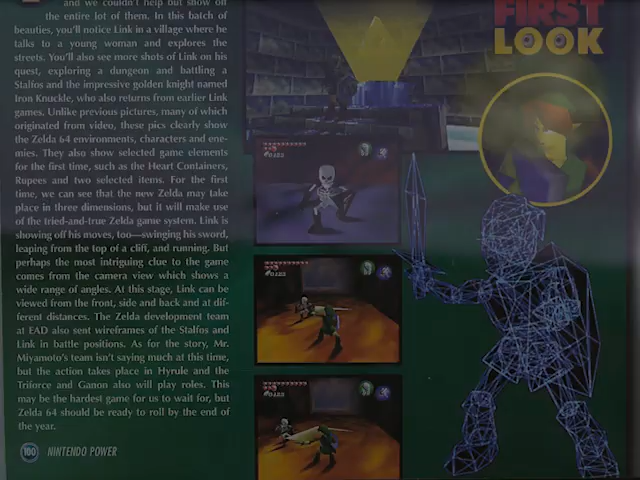 and we couldn't help but show off
the entire lot of them. In this batch of
beauties, you'll notice Link in a village where he
talks to a young woman and explores the
streets. You'll also see more shots of Link on his
quest, exploring a dungeon and battling a
Stalfos and the impressive golden knight named
Iron Knuckle, who also returns from earlier Link
games. Unlike previous pictures, many of which
originated from video, these pics clearly show
the Zelda 64 environments, characters and ene-
mies. They also show selected game elements
for the first time, such as the Heart Containers,
Rupees and two selected items. For the first
time, we can see that the new Zelda may take
place in three dimensions, but it will make use
of the tried-and-true Zelda game system. Link is
showing off his moves, too—swinging his sword,
leaping from the top of a cliff, and running. But
perhaps the most intriguing clue to the game
comes from the camera view which shows a
wide range of angles. At this stage, Link can be
viewed from the front, side and back and at dif-
ferent distances. The Zelda development team
at EAD also sent wireframes of the Stalfos and
Link in battle positions. As for the story, Mr.
Miyamoto's team isn't saying much at this time,
but the action takes place in Hyrule and the
Triforce and Ganon also will play roles. This
may be the hardest game for us to wait for, but
Zelda 64 should be ready to roll by the end of
the year.
100 NINTENDO POWER
FIRST
LOOK